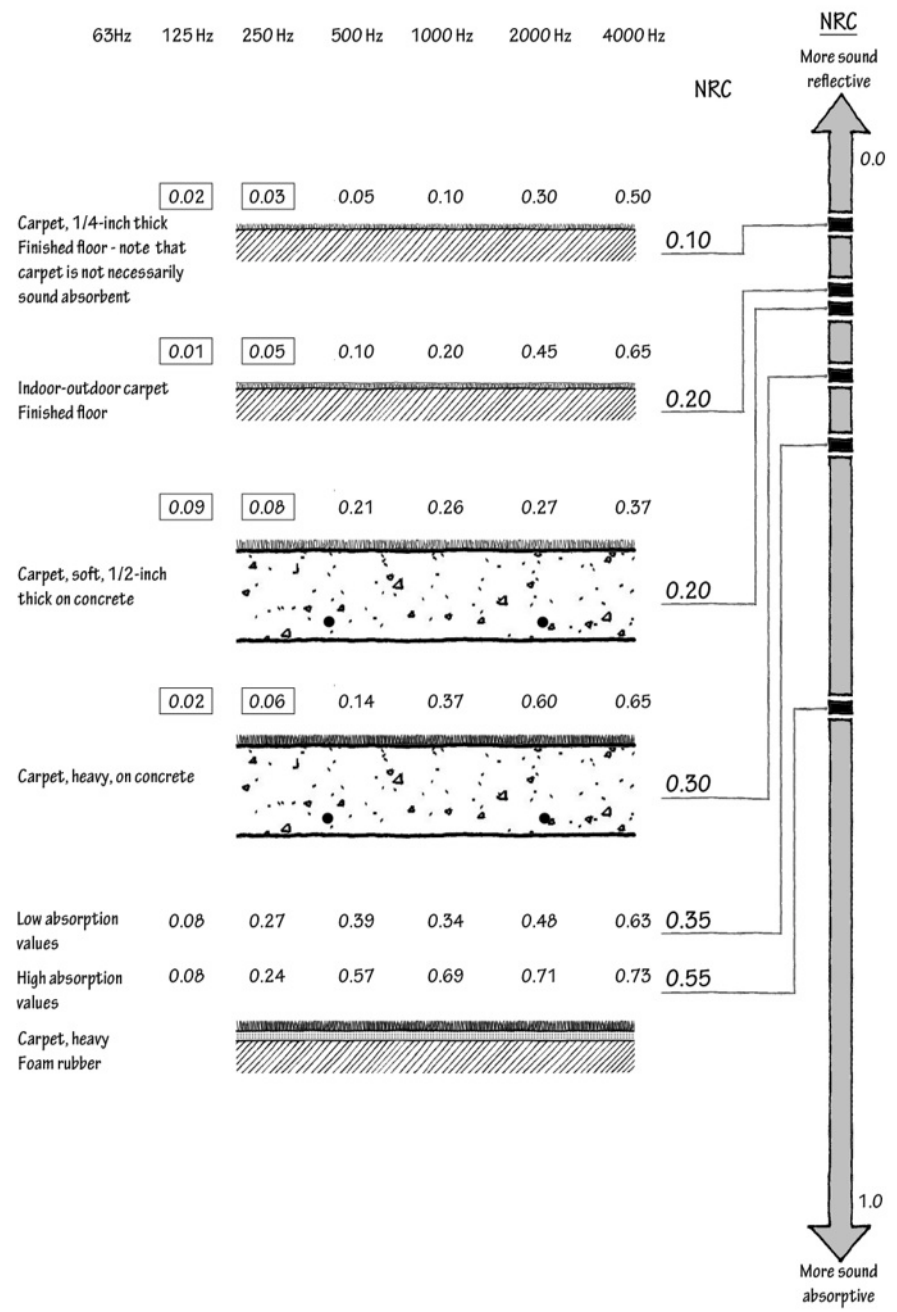 63Hz 125 Hz 250 Hz 500 Hz 1000 Hz 2000 Hz 4000 Hz
NRC
NRC
More sound
reflective
0.0
0.02 0.03 0.05 0.10 0.30 0.50
Carpet, 1/4-inch thick
Finished floor - note that
carpet is not necessarily
sound absorbent
0.10
0.01 0.05 0.10 0.20 0.45 0.65
Indoor-outdoor carpet
Finished floor
0.20
0.09 0.08 0.21 0.26 0.27 0.37
Carpet, soft, 1/2-inch
thick on concrete
0.20
0.02 0.06 0.14 0.37 0.60 0.65
Carpet, heavy, on concrete
0.30
Low absorption
values
0.08 0.27 0.39 0.34 0.48 0.63 0.35
High absorption
values
0.08 0.24 0.57 0.69 0.71 0.73 0.55
Carpet, heavy
Foam rubber
1.0
More sound
absorptive